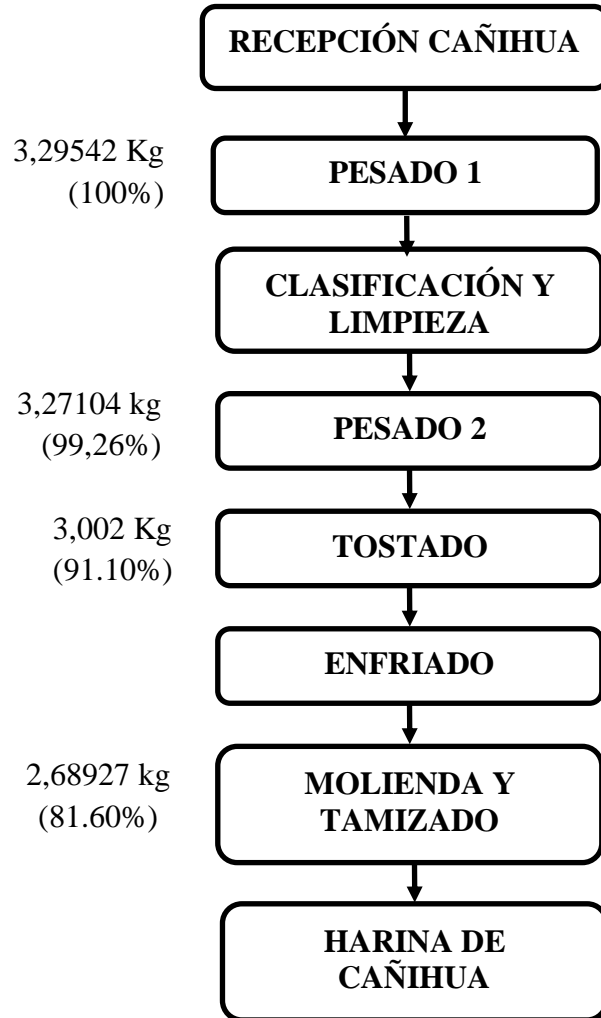 RECEPCIÓN CAÑIHUA
3,29542 Kg
(100%)
PESADO 1
CLASIFICACIÓN Y
LIMPIEZA
3,27104 kg
(99,26%)
PESADO 2
3,002 Kg
(91.10%)
TOSTADO
ENFRIADO
2,68927 kg
(81.60%)
MOLIENDA Y
TAMIZADO
HARINA DE
CAÑIHUA